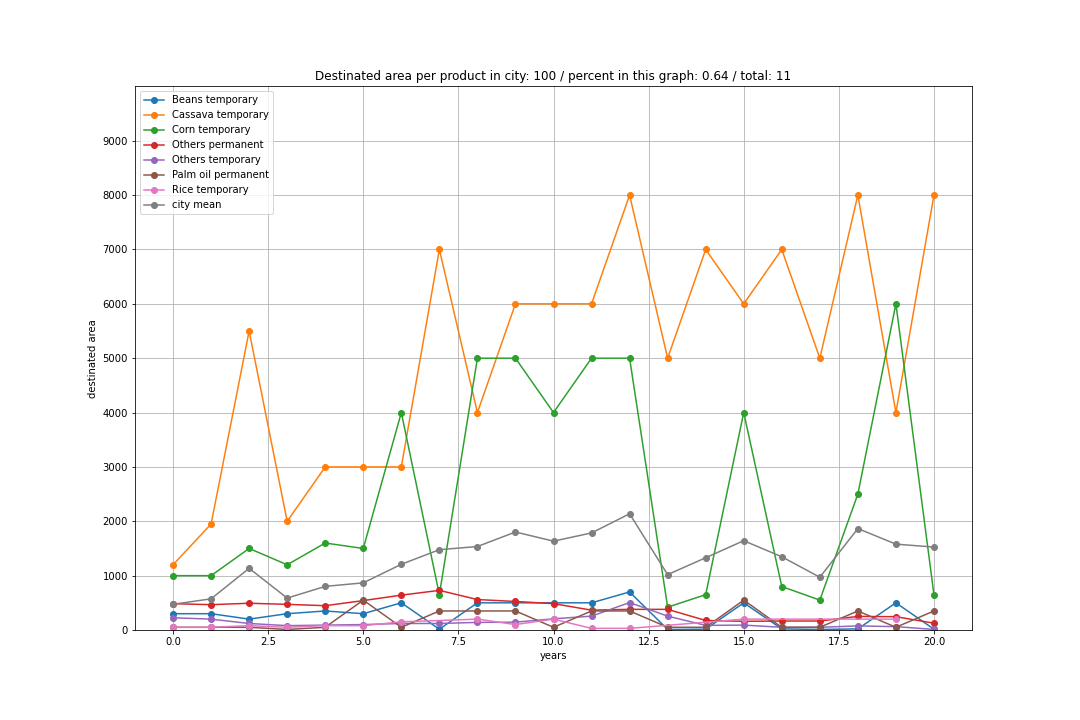 Destinated area per product in city: 100 / percent in this graph: 0.64 / total: 11
Beans temporary
Cassava temporary
Corn temporary
Others permanent
Others temporary
Palm oil permanent
Rice temporary
city mean
9000
8000
7000
6000
5000
4000
3000
2000
1000
0
destinated area
0.0 2.5 5.0 7.5 10.0 12.5 15.0 17.5 20.0
years